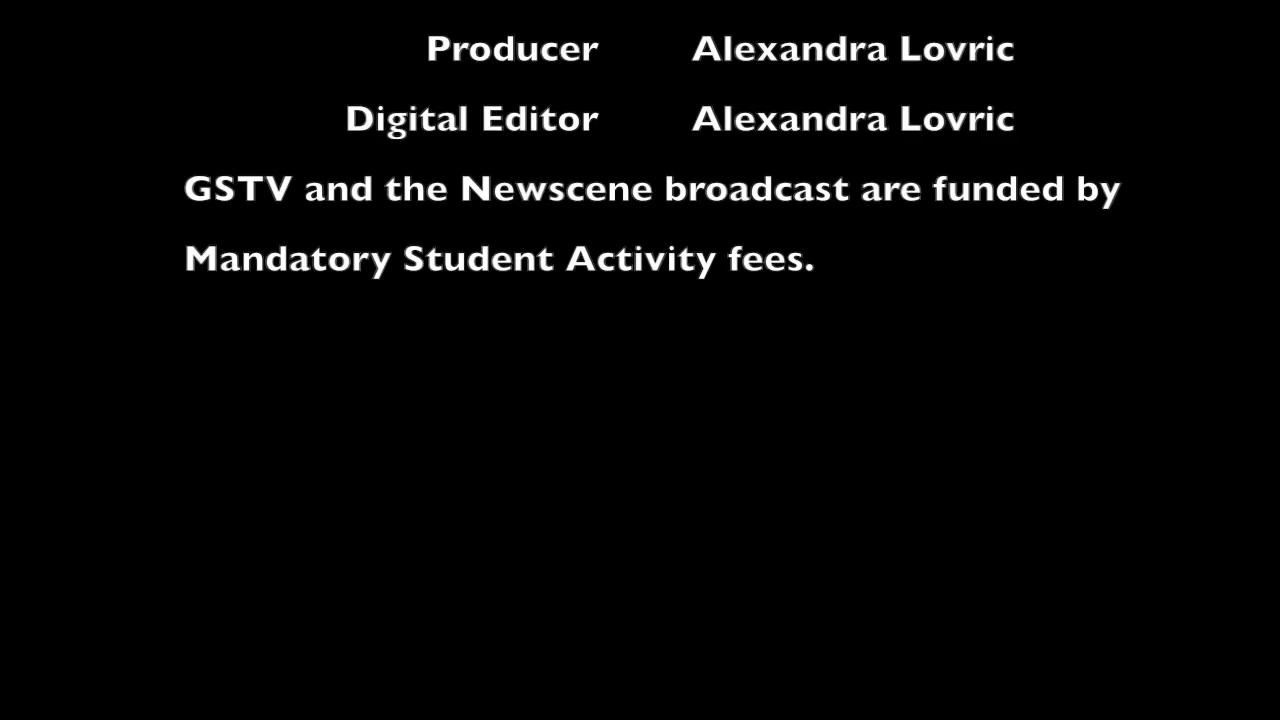 Producer Alexandra Lovric
Digital Editor Alexandra Lovric
GSTV and the Newscene broadcast are funded by
Mandatory Student Activity fees.